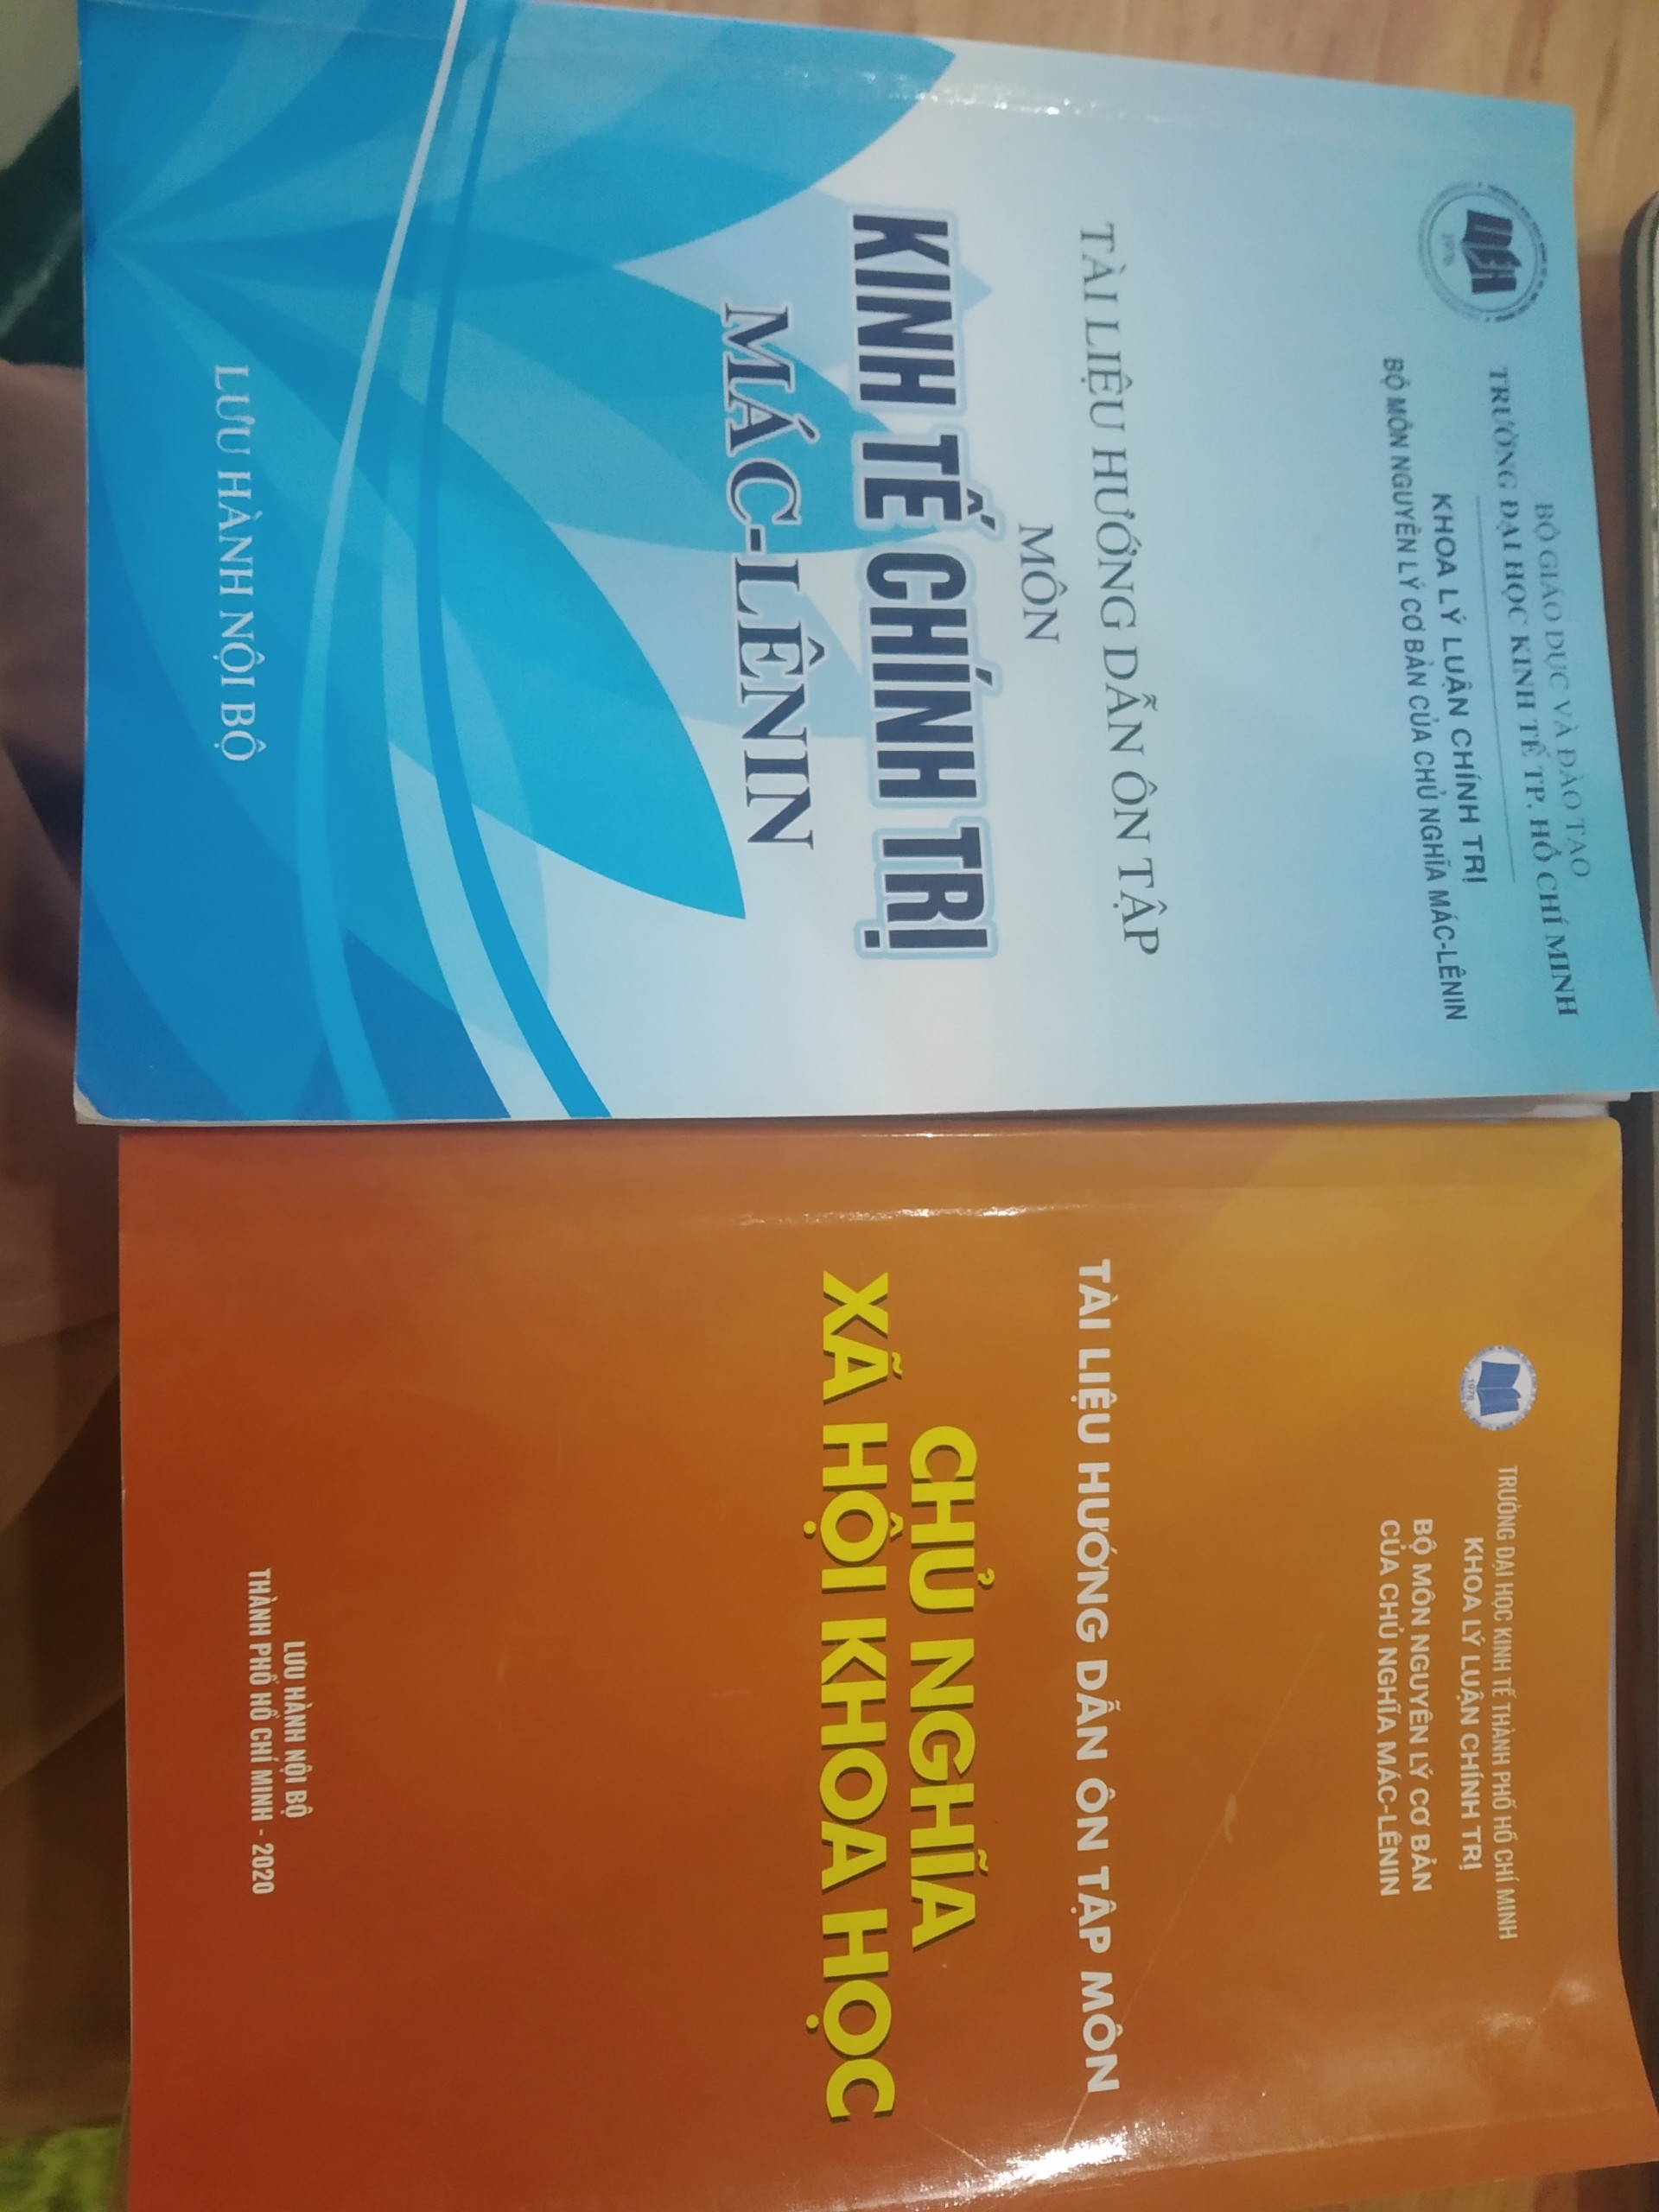 BỘ GIÁO DỤC VÀ ĐÀO TẠO
TRƯỜNG ĐẠI HỌC KINH TẾ TP. HỒ CHÍ MINH
KHOA LÝ LUẬN CHÍNH TRỊ
BỘ MÔN NGUYÊN LÝ CƠ BẢN CỦA CHỦ NGHĨA MÁC-LÊNIN
UEH
1976
TÀI LIỆU HƯỚNG DẪN ÔN TẬP
MÔN
KINH TẾ CHÍNH TRỊ
MÁC-LÊNIN
LƯU HÀNH NỘI BỘ
1976
TRƯỜNG ĐẠI HỌC KINH TẾ THÀNH PHỐ HỒ CHÍ MINH
KHOA LÝ LUẬN CHÍNH TRỊ
BỘ MÔN NGUYÊN LÝ CƠ BẢN
CỦA CHỦ NGHĨA MÁC-LÊNIN
TÀI LIỆU HƯỚNG DẪN ÔN TẬP MÔN
CHỦ NGHĨA
XÃ HỘI KHOA HỌC
LƯU HÀNH NỘI BỘ
THÀNH PHỐ HỒ CHÍ MINH - 2020